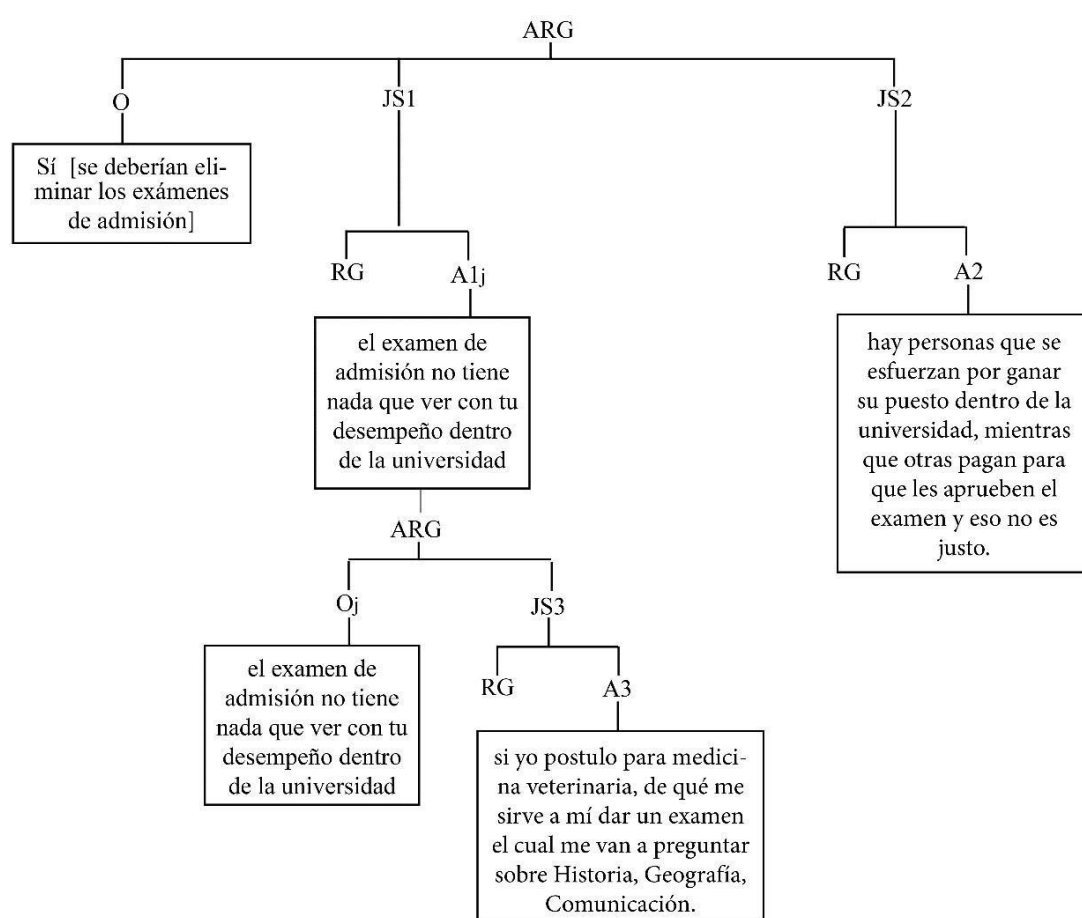 ARG
O
JS1
JS2
Sí [se deberían eli-
minar los exámenes
de admisión]
RG
A1j
RG
A2
el examen de
admisión no tiene
nada que ver con tu
desempeño dentro
de la universidad
hay personas que se
esfuerzan por ganar
su puesto dentro de la
universidad, mientras
que otras pagan para
que les aprueben el
examen y eso no es
justo.
ARG
Oj
JS3
el examen de
admisión no tiene
nada que ver con tu
desempeño dentro
de la universidad
RG
A3
si yo postulo para medici-
na veterinaria, de qué me
sirve a mí dar un examen
el cual me van a preguntar
sobre Historia, Geografía,
Comunicación.